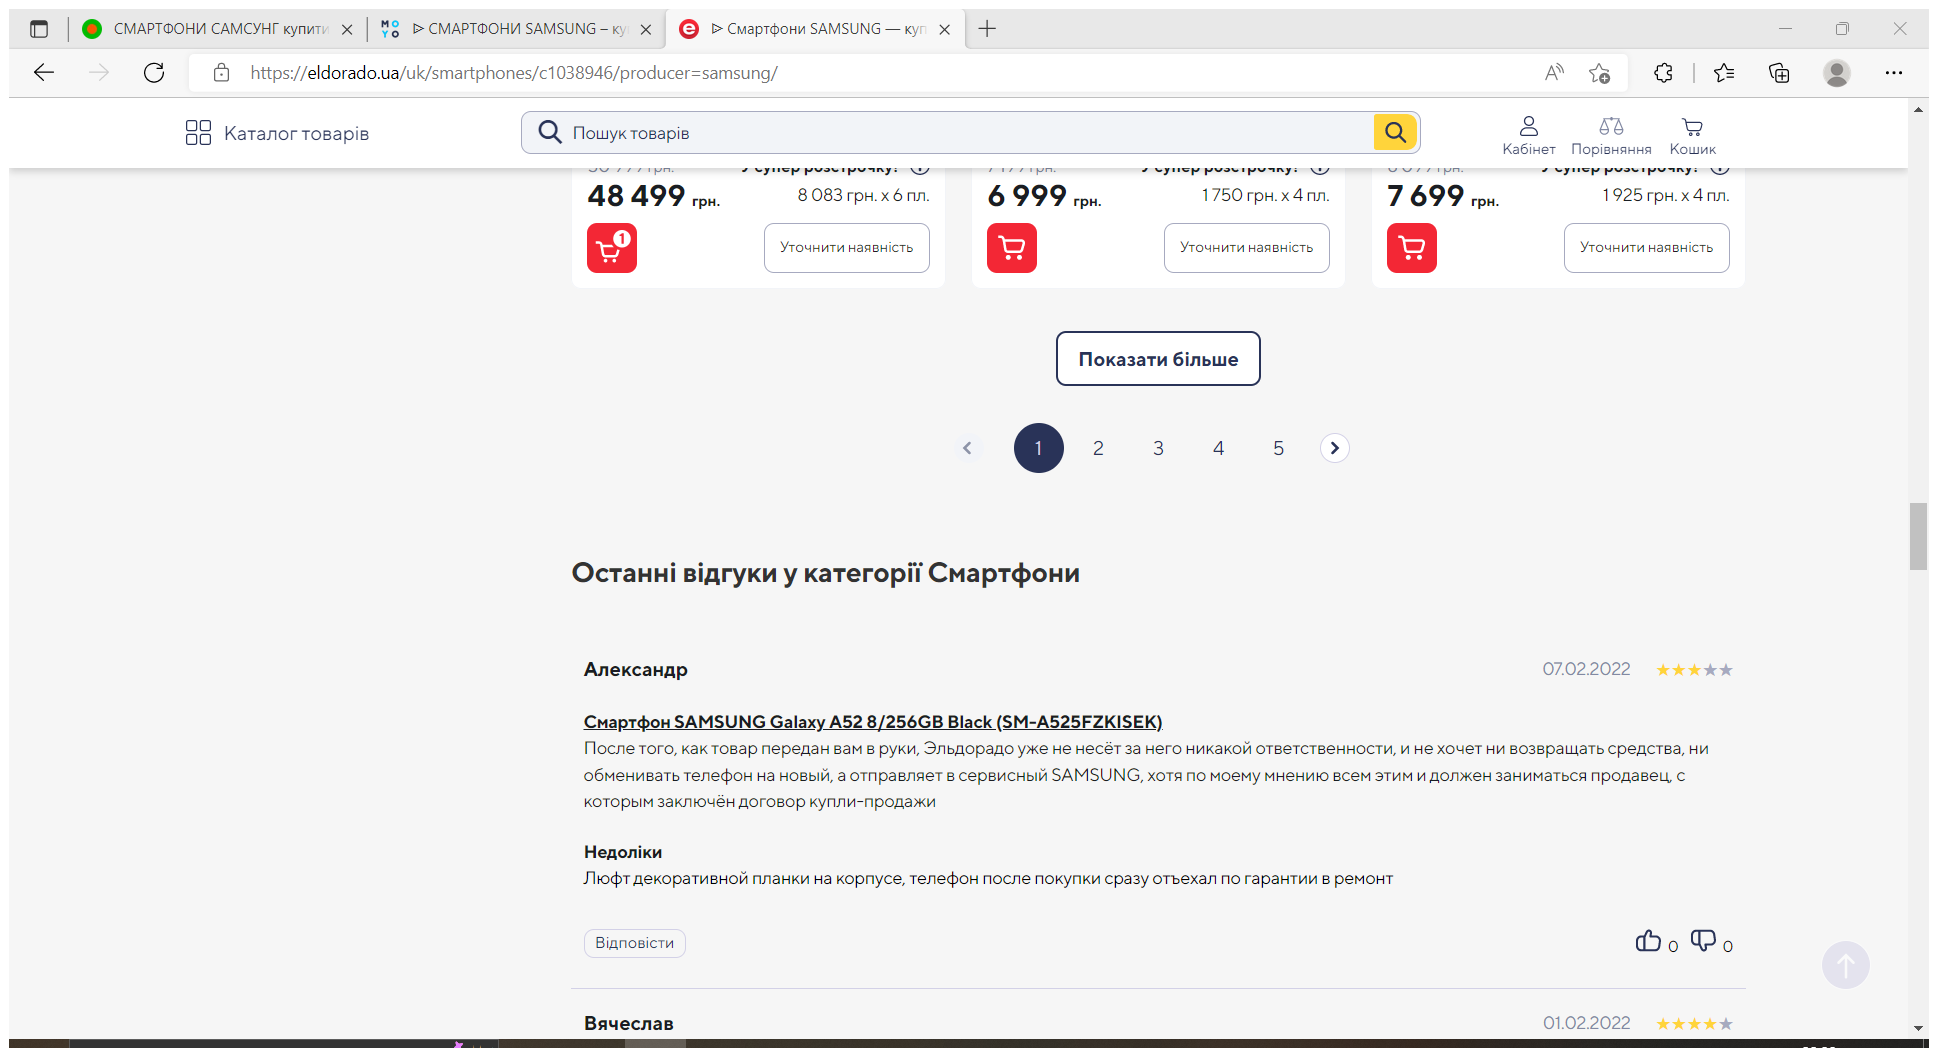 СМАРТФОНИ САМСУНГ купити
MOYO
ᐈ СМАРТФОНИ SAMSUNG – ку
ᐈ Смартфони SAMSUNG — куп
https://eldorado.ua/uk/smartphones/c1038946/producer=samsung/
Каталог товарів
Пошук товарів
Кабінет
Порівняння
Кошик
У супер розстрочку!
У супер розстрочку!
У супер розстрочку!
48 499 грн.
8 083 грн. x 6 пл.
6 999 грн.
1 750 грн. x 4 пл.
7 699 грн.
1 925 грн. x 4 пл.
1
Уточнити наявність
Уточнити наявність
Уточнити наявність
Показати більше
1 2 3 4 5
Останні відгуки у категорії Смартфони
Александр
07.02.2022
Смартфон SAMSUNG Galaxy A52 8/256GB Black (SM-A525FZKISEK)
После того, как товар передан вам в руки, Эльдорадо уже не несёт за него никакой ответственности, и не хочет ни возвращать средства, ни
обменивать телефон на новый, а отправляет в сервисный SAMSUNG, хотя по моему мнению всем этим и должен заниматься продавец, с
которым заключён договор купли-продажи
Недоліки
Люфт декоративной планки на корпусе, телефон после покупки сразу отъехал по гарантии в ремонт
Відповісти
0
0
Вячеслав
01.02.2022